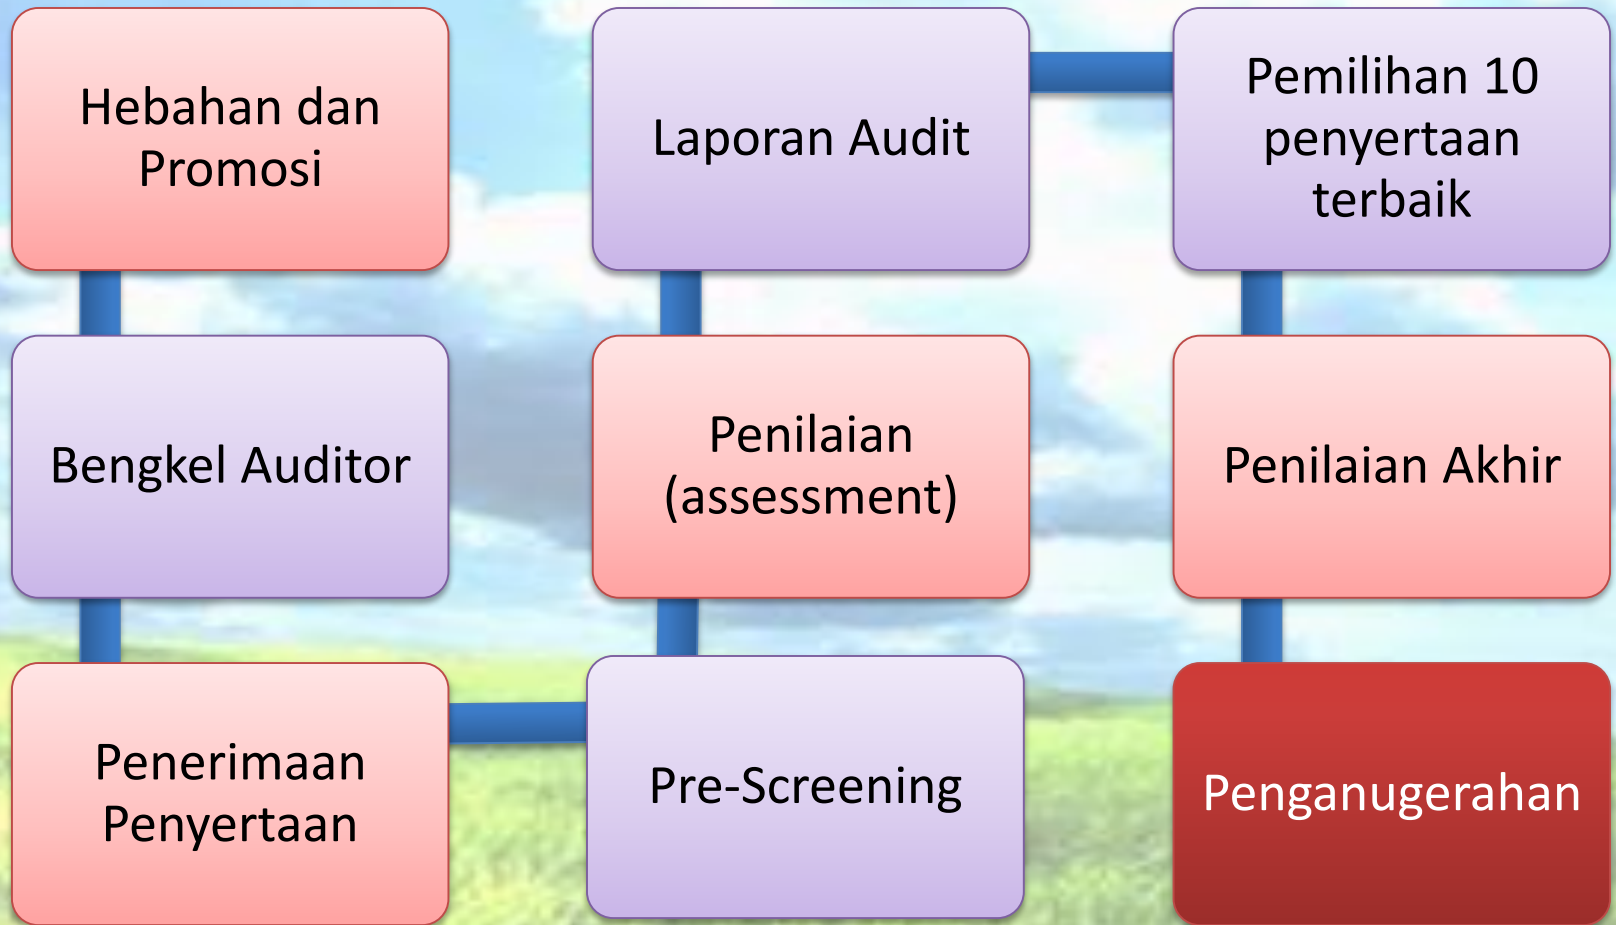 Hebahan dan
Promosi
Bengkel Auditor
Penerimaan
Penyertaan
Pre-Screening
Penilaian
(assessment)
Laporan Audit
Pemilihan 10
penyertaan
terbaik
Penilaian Akhir
Penganugerahan